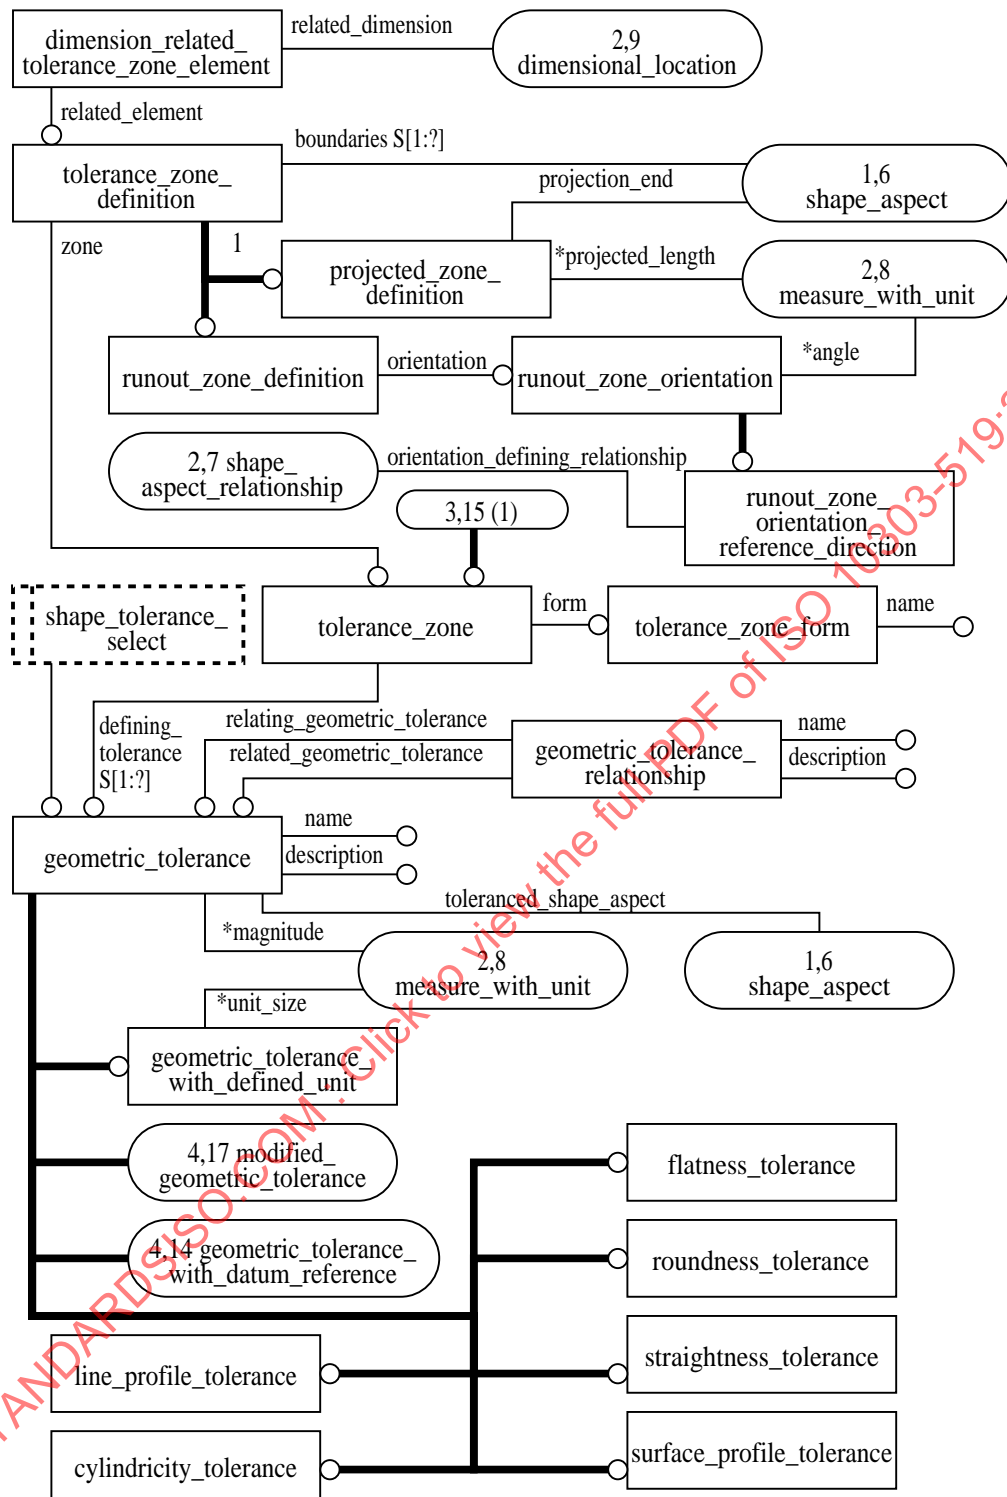 dimension_related_
tolerance_zone_element
related_dimension
2,9
dimensional_location
related_element
boundaries S[1:?]
tolerance_zone_
definition
projection_end
1,6
shape_aspect
zone
1
projected_zone_
definition
*projected_length
2,8
measure_with_unit
runout_zone_definition
orientation
runout_zone_orientation
*angle
2,7 shape_
aspect_relationship
orientation_defining_relationship
3,15 (1)
runout_zone_
orientation_
reference_direction
shape_tolerance_
select
tolerance_zone
form
tolerance_zone_form
name
defining_
tolerance
S[1:?]
relating_geometric_tolerance
related_geometric_tolerance
geometric_tolerance_
relationship
name
description
geometric_tolerance
name
description
toleranced_shape_aspect
*magnitude
2,8
measure_with_unit
1,6
shape_aspect
*unit_size
geometric_tolerance_
with_defined_unit
4,17 modified_
geometric_tolerance
4,14 geometric_tolerance_
with_datum_reference
flatness_tolerance
roundness_tolerance
line_profile_tolerance
straightness_tolerance
cylindricity_tolerance
surface_profile_tolerance
TANDARDSISO.COM : Click to view the full PDF of ISO 10303-519: